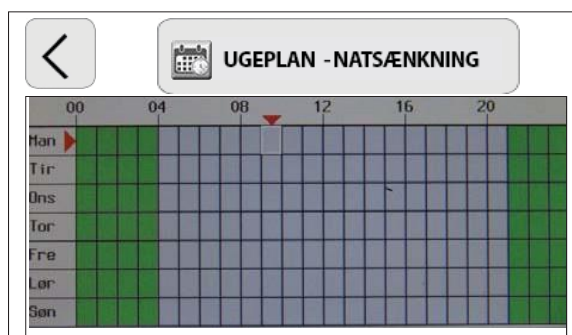 UGEPLAN - NATSÆNKNING
00 04 08 12 16 20
Man
Tir
Ons
Tor
Fre
Lør
Søn